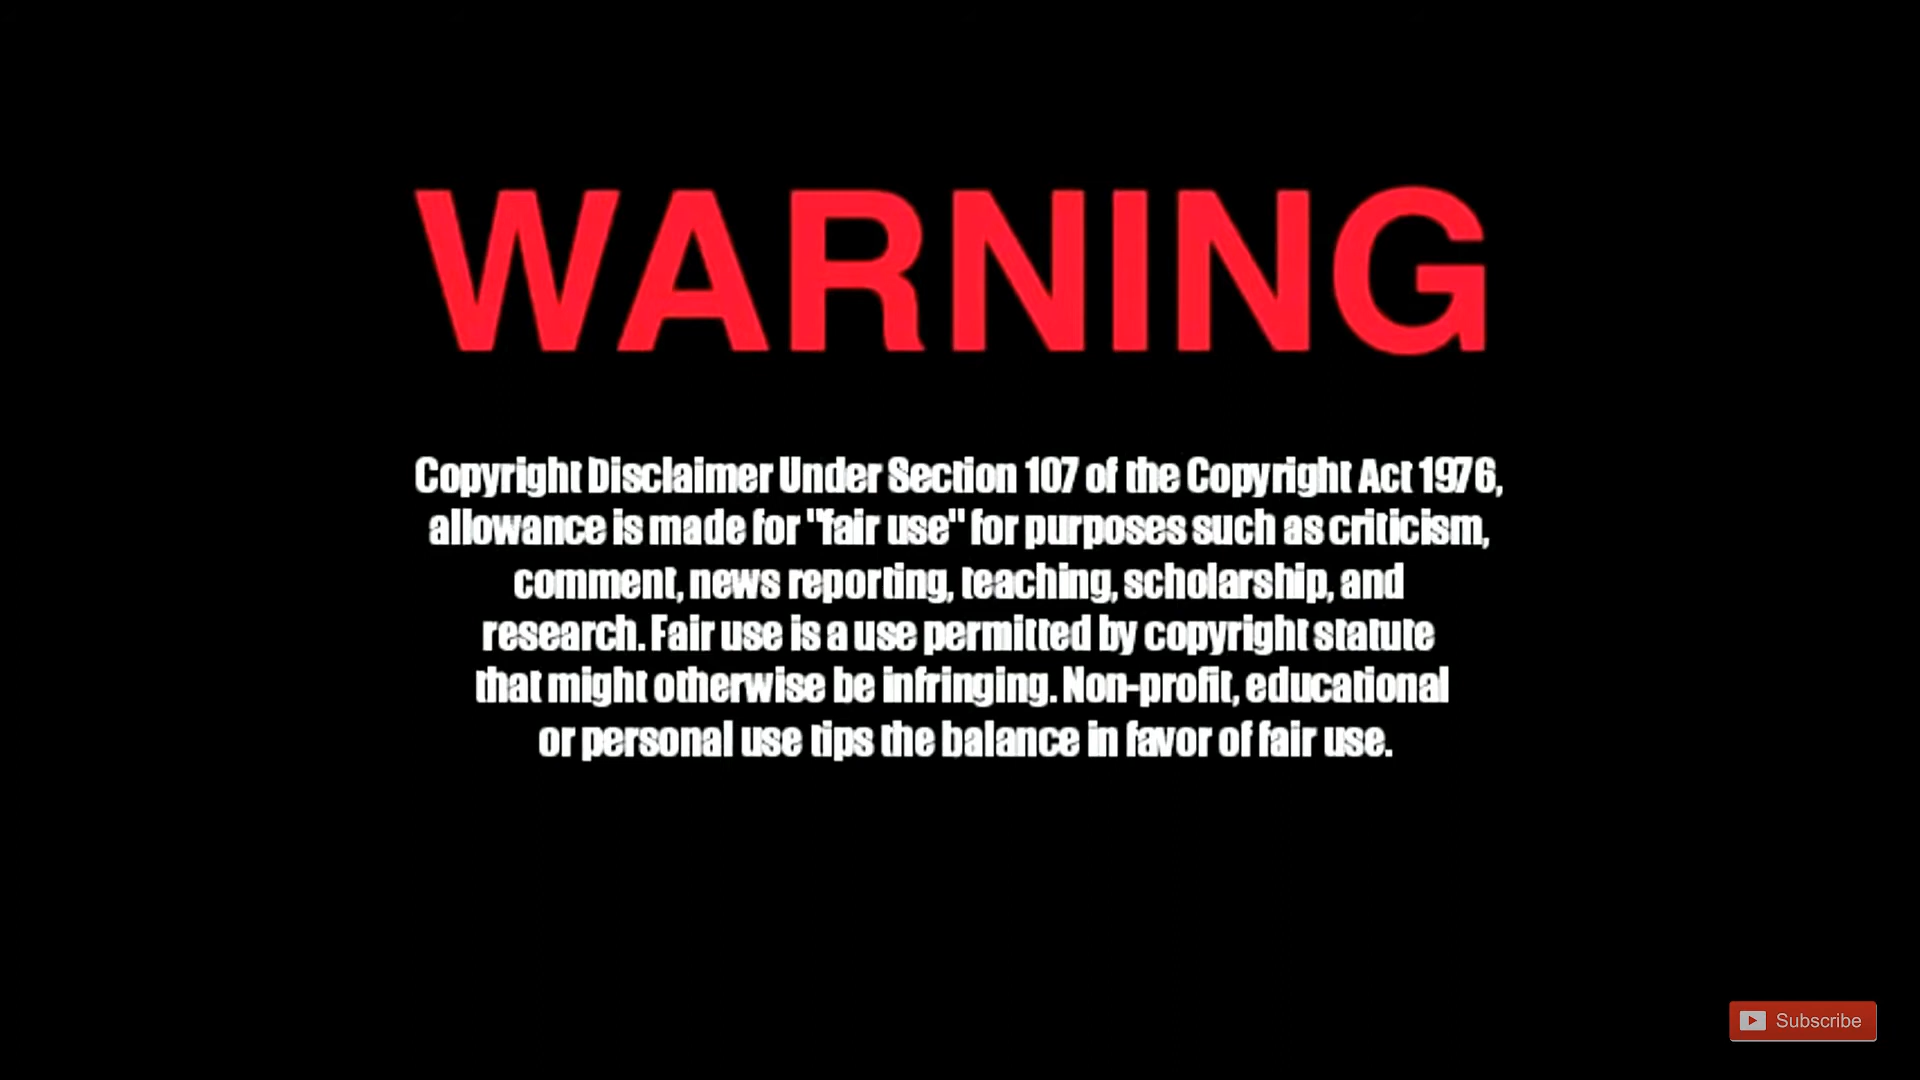 WARNING
Copyright Disclaimer Under Section 107 of the Copyright Act 1976,
allowance is made for "fair use" for purposes such as criticism,
comment, news reporting, teaching, scholarship, and
research. Fair use is a use permitted by copyright statute
that might otherwise be infringing. Non-profit, educational
or personal use tips the balance in favor of fair use.
Subscribe